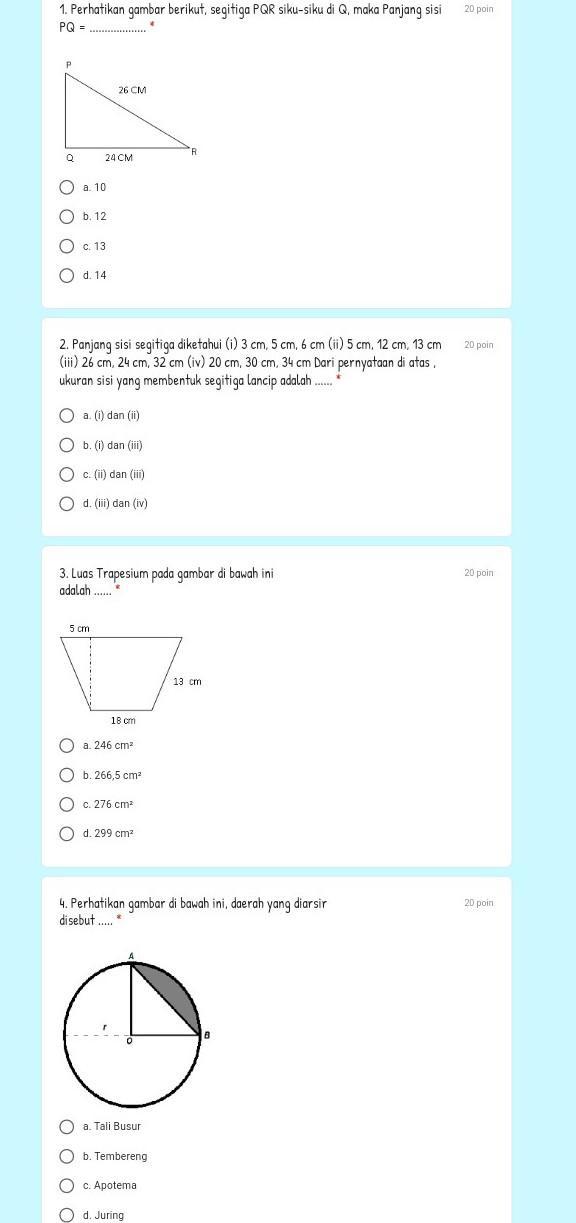 1. Perhatikan gambar berikut, segitiga PQR siku-siku di Q, maka Panjang sisi
20 poin
PQ = ................... *
P
26 CM
R
Q
24 CM
a. 10
b. 12
c. 13
d. 14
2. Panjang sisi segitiga diketahui (i) 3 cm, 5 cm, 6 cm (ii) 5 cm, 12 cm, 13 cm
20 poin
(iii) 26 cm, 24 cm, 32 cm (iv) 20 cm, 30 cm, 34 cm Dari pernyataan di atas ,
ukuran sisi yang membentuk segitiga lancip adalah ...... *
a. (i) dan (ii)
b. (i) dan (iii)
c. (ii) dan (iii)
d. (iii) dan (iv)
3. Luas Trapesium pada gambar di bawah ini
20 poin
adalah ...... *
5 cm
13 cm
18 cm
a. 246 cm²
b. 266,5 cm²
c. 276 cm²
d. 299 cm²
4. Perhatikan gambar di bawah ini, daerah yang diarsir
20 poin
disebut ..... *
A
r
O
B
a. Tali Busur
b. Tembereng
c. Apotema
d. Juring